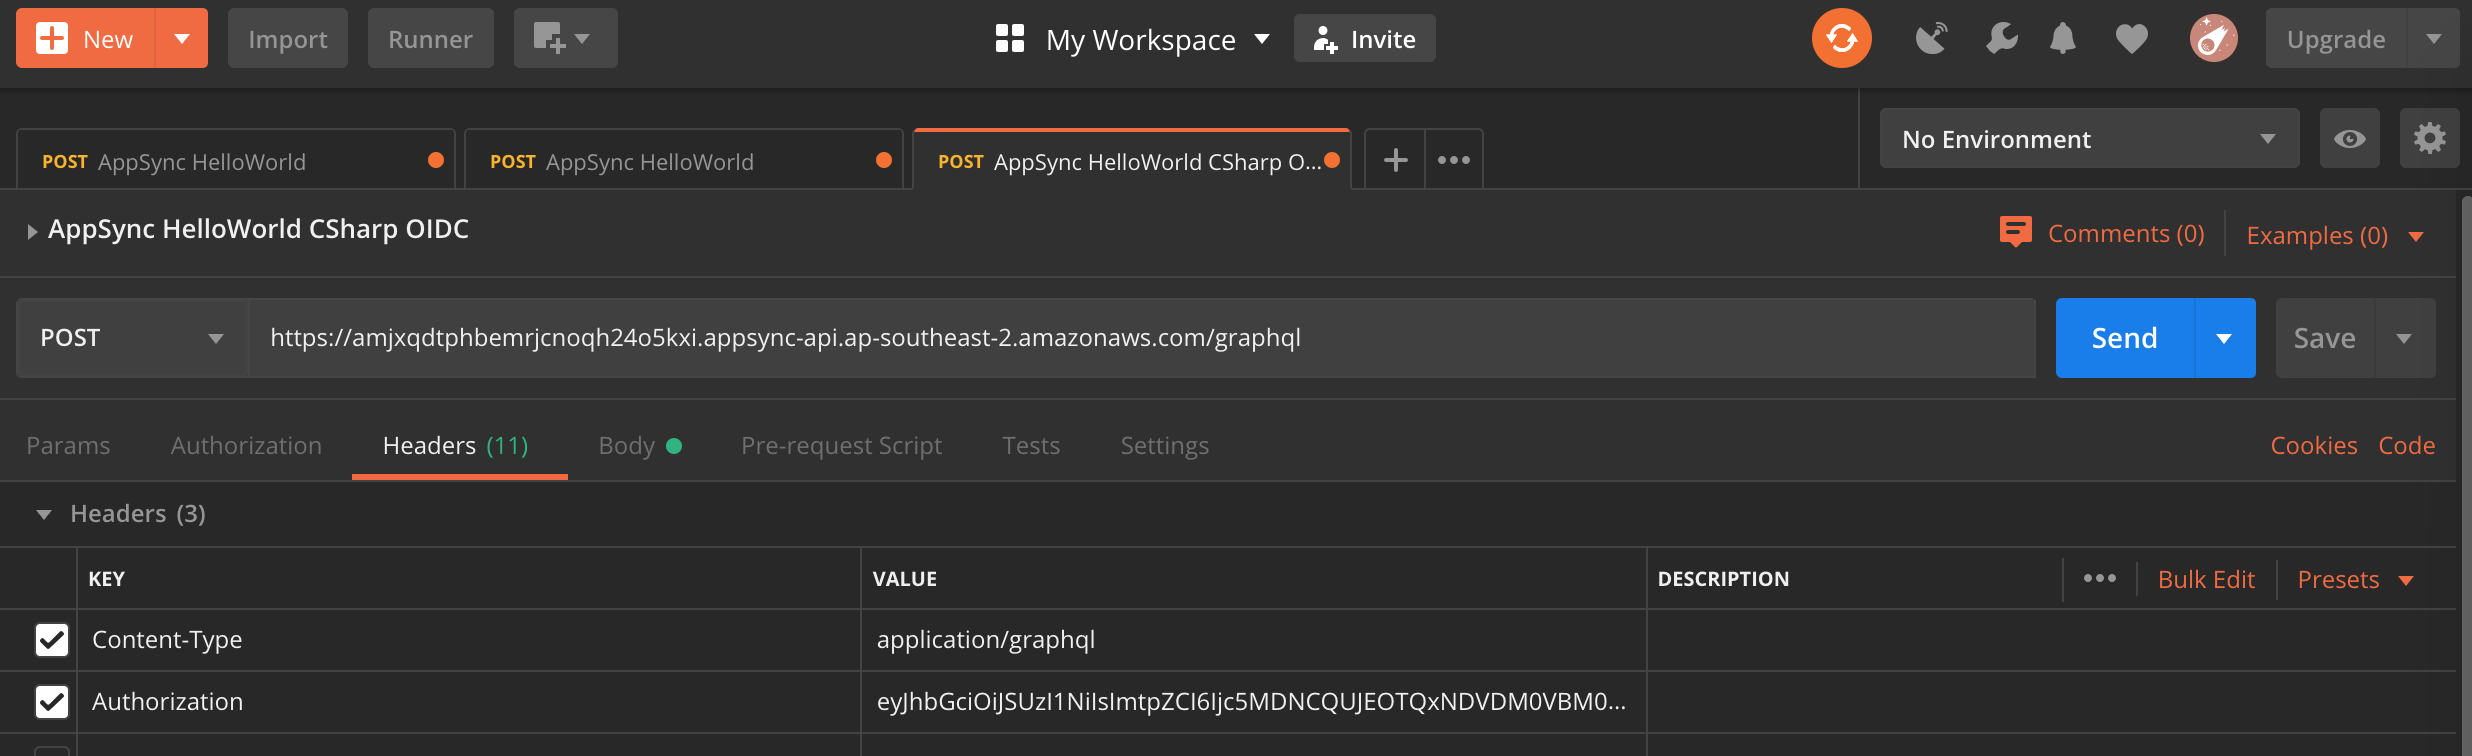 New Import Runner My Workspace Invite Upgrade
POST AppSync HelloWorld POST AppSync HelloWorld POST AppSync HelloWorld CSharp O... No Environment
AppSync HelloWorld CSharp OIDC Comments (0) Examples (0)
POST https://amjxqdtphbemrjcnoqh24o5kxi.appsync-api.ap-southeast-2.amazonaws.com/graphql Send Save
Params Authorization Headers (11) Body Pre-request Script Tests Settings Cookies Code
Headers (3)
KEY VALUE DESCRIPTION Bulk Edit Presets
Content-Type application/graphql
Authorization eyJhbGciOiJSUzI1NiIsImtpZCI6Ijc5MDNCQUJEOTQxNDVDM0VBM0...